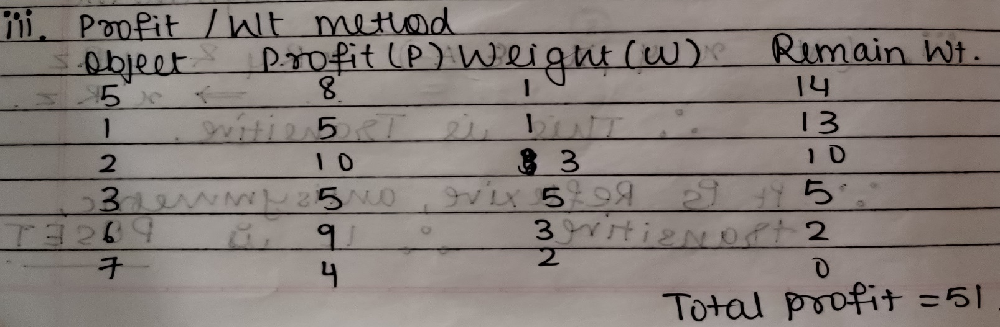 iii. Profit / Wt method
Object Profit (P) Weight (W) Remain Wt.
5 8 1 14
1 5 1 13
2 10 3 10
3 5 5 5
6 9 3 2
7 4 2 0
Total profit = 51